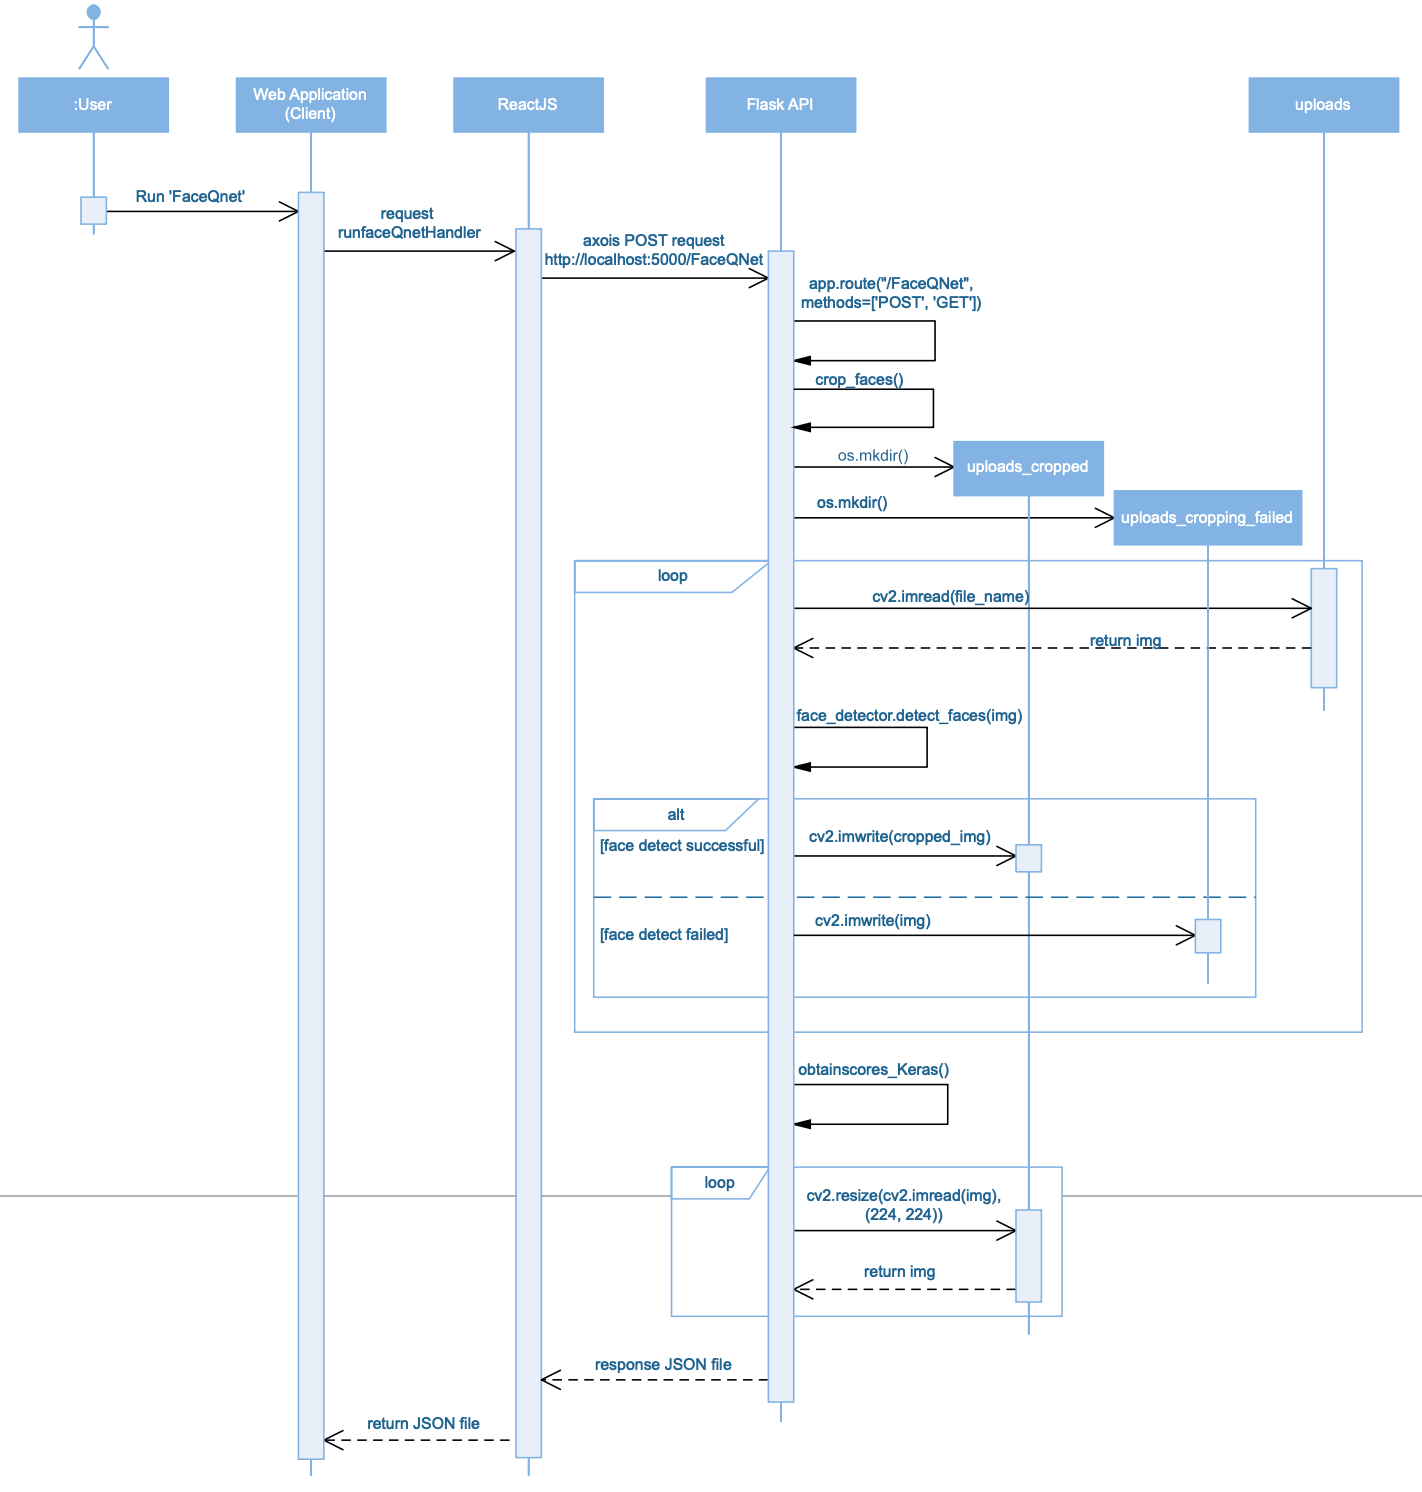 :User
Web Application
(Client)
ReactJS
Flask API
uploads
Run 'FaceQnet'
request
runfaceQnetHandler
axois POST request
http://localhost:5000/FaceQNet
app.route("/FaceQNet",
methods=['POST', 'GET'])
crop_faces()
os.mkdir()
uploads_cropped
os.mkdir()
uploads_cropping_failed
loop
cv2.imread(file_name)
return img
face_detector.detect_faces(img)
alt
[face detect successful]
cv2.imwrite(cropped_img)
[face detect failed]
cv2.imwrite(img)
obtainscores_Keras()
loop
cv2.resize(cv2.imread(img),
(224, 224))
return img
response JSON file
return JSON file